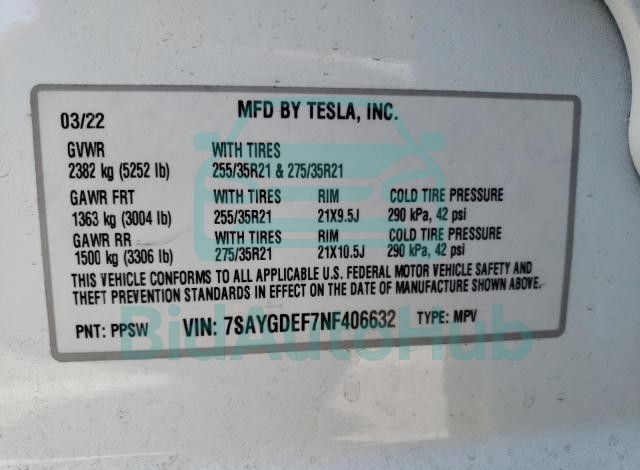 03/22 MFD BY TESLA, INC.
GVWR WITH TIRES
2382 kg (5252 lb) 255/35R21 & 275/35R21
GAWR FRT WITH TIRES RIM COLD TIRE PRESSURE
1363 kg (3004 lb) 255/35R21 21X9.5J 290 kPa, 42 psi
GAWR RR WITH TIRES RIM COLD TIRE PRESSURE
1500 kg (3306 lb) 275/35R21 21X10.5J 290 kPa, 42 psi
THIS VEHICLE CONFORMS TO ALL APPLICABLE U.S. FEDERAL MOTOR VEHICLE SAFETY AND
THEFT PREVENTION STANDARDS IN EFFECT ON THE DATE OF MANUFACTURE SHOWN ABOVE.
PNT: PPSW VIN: 7SAYGDEF7NF406632 TYPE: MPV
BidAutoHub